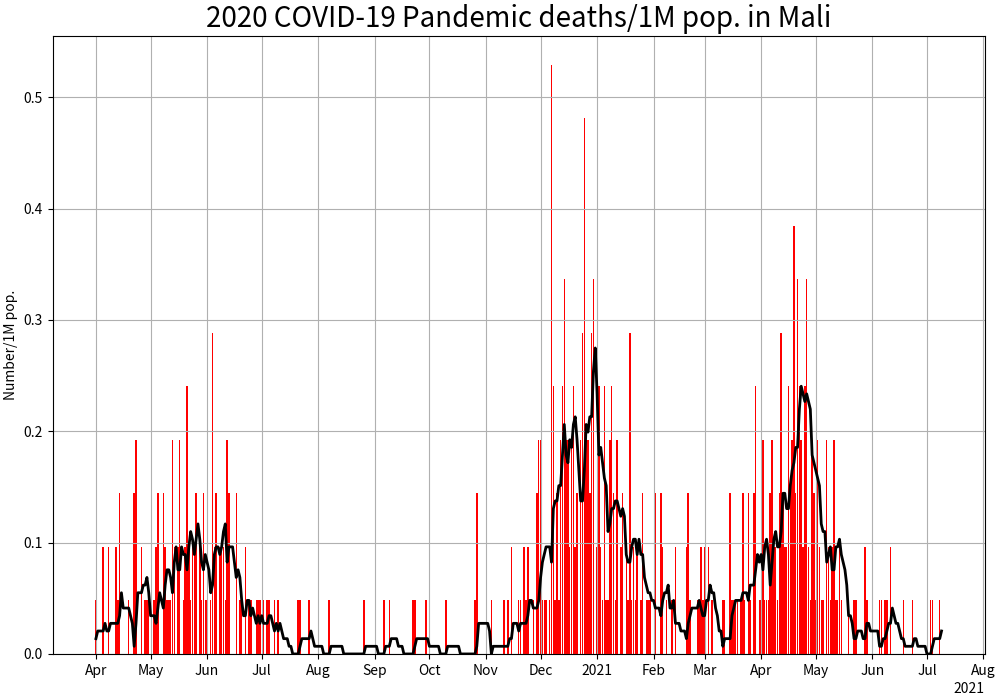 2020 COVID-19 Pandemic deaths/1M pop. in Mali
Number/1M pop.
0.5
0.4
0.3
0.2
0.1
0.0
Apr May Jun Jul Aug Sep Oct Nov Dec 2021 Feb Mar Apr May Jun Jul Aug
2021